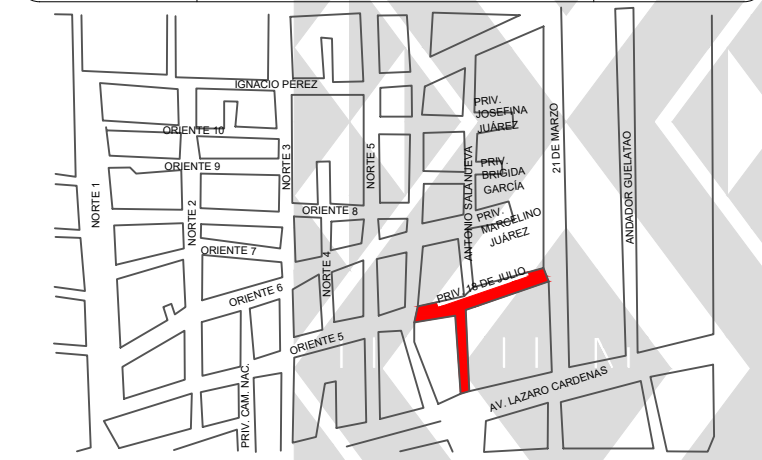 IGNACIO PÉREZ
PRIV.
JOSEFINA
JUÁREZ
ORIENTE 10
21 DE MARZO
ANDADOR GUELATAO
NORTE 3
NORTE 5
ANTONIO SALANUEVA
ORIENTE 9
PRIV.
BRIGIDA
GARCÍA
NORTE 1
NORTE 2
ORIENTE 8
PRIV.
MARCELINO
JUÁREZ
ORIENTE 7
NORTE 4
PRIV. 18 DE JULIO
ORIENTE 6
ORIENTE 5
PRIV. CAM. NAC.
AV. LAZARO CARDENAS